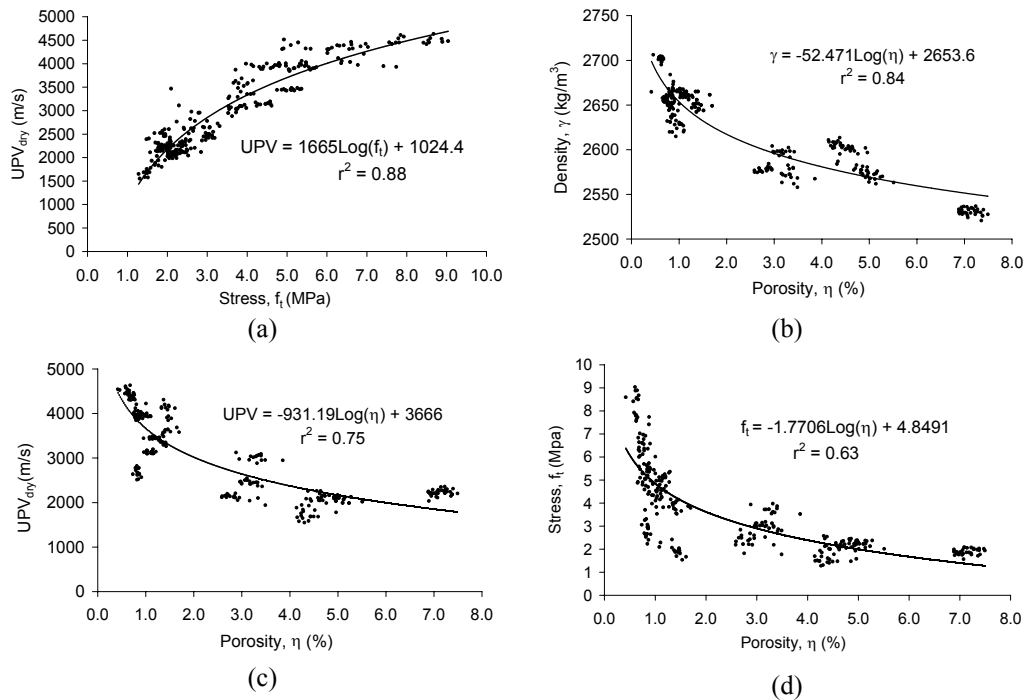 5000
4500
4000
3500
3000
2500
2000
1500
1000
500
0
UPV_dry (m/s)
UPV = 1665Log(f_t) + 1024.4
r² = 0.88
0.0 1.0 2.0 3.0 4.0 5.0 6.0 7.0 8.0 9.0 10.0
Stress, f_t (MPa)
(a)
2750
2700
2650
2600
2550
2500
Density, γ (kg/m³)
γ = -52.471Log(η) + 2653.6
r² = 0.84
0.0 1.0 2.0 3.0 4.0 5.0 6.0 7.0 8.0
Porosity, η (%)
(b)
5000
4000
3000
2000
1000
0
UPV_dry(m/s)
UPV = -931.19Log(η) + 3666
r² = 0.75
0.0 1.0 2.0 3.0 4.0 5.0 6.0 7.0 8.0
Porosity, η (%)
(c)
10
9
8
7
6
5
4
3
2
1
0
Stress, f_t (Mpa)
f_t = -1.7706Log(η) + 4.8491
r² = 0.63
0.0 1.0 2.0 3.0 4.0 5.0 6.0 7.0 8.0
Porosity, η (%)
(d)